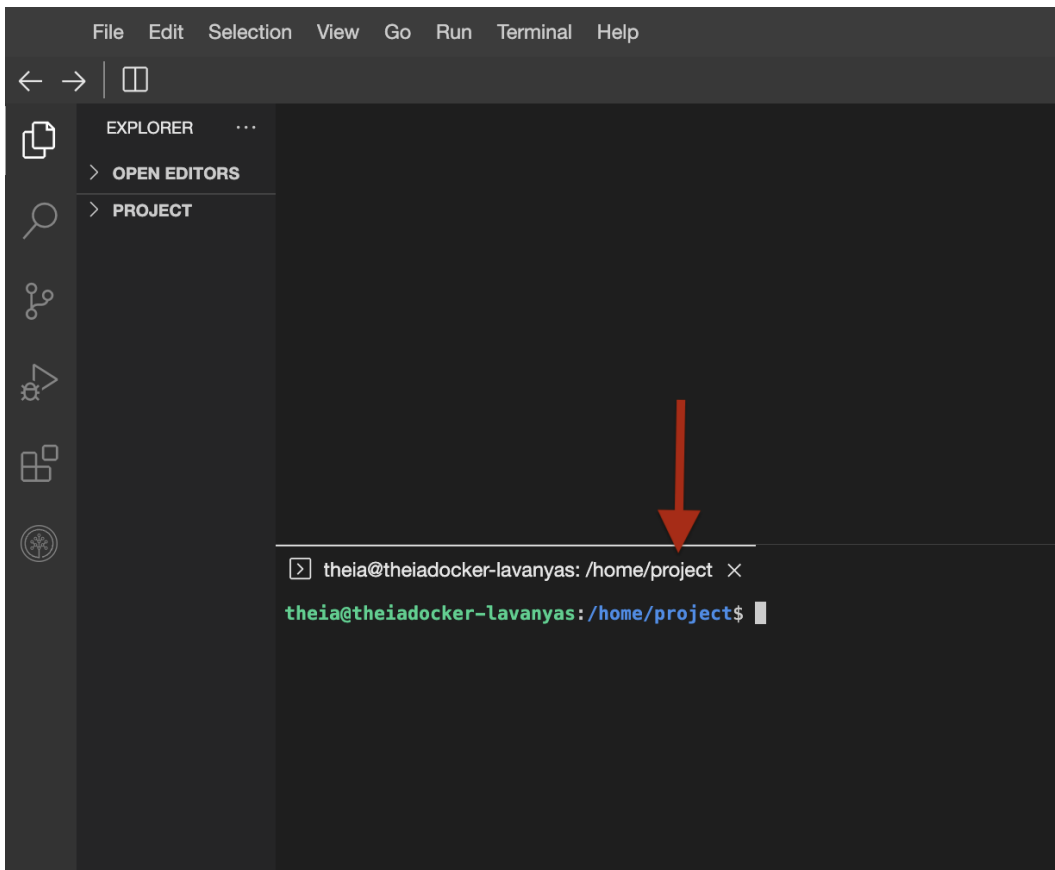 File Edit Selection View Go Run Terminal Help
EXPLORER
OPEN EDITORS
PROJECT
theia@theiadocker-lavanyas: /home/project
theia@theiadocker-lavanyas:/home/project$